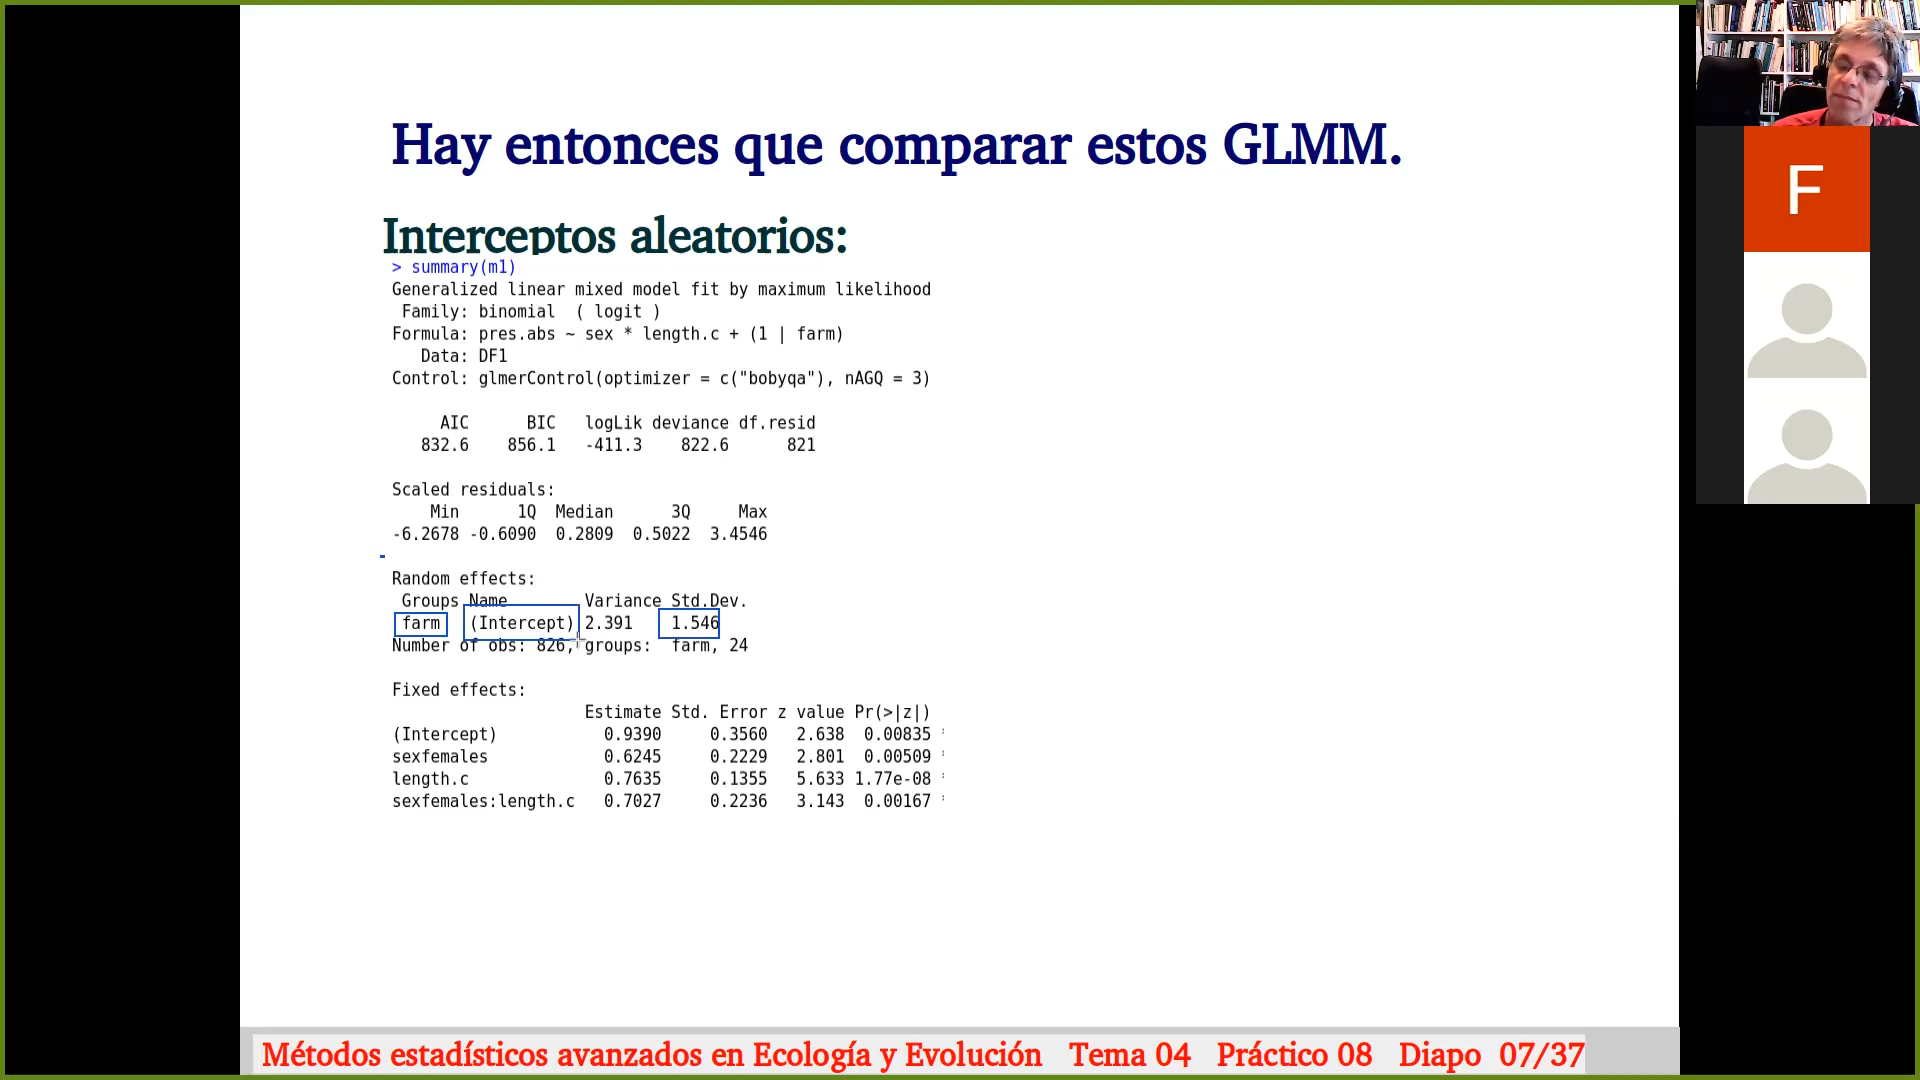 Hay entonces que comparar estos GLMM.
Interceptos aleatorios:
> summary(m1)
Generalized linear mixed model fit by maximum likelihood
Family: binomial  ( logit )
Formula: pres.abs ~ sex * length.c + (1 | farm)
Data: DF1
Control: glmerControl(optimizer = c("bobyqa"), nAGQ = 3)
AIC BIC logLik deviance df.resid
832.6 856.1 -411.3 822.6 821
Scaled residuals:
Min 1Q Median 3Q Max
-6.2678 -0.6090 0.2809 0.5022 3.4546
Random effects:
Groups Name Variance Std.Dev.
farm (Intercept) 2.391 1.546
Number of obs: 826, groups: farm, 24
Fixed effects:
Estimate Std. Error z value Pr(>|z|)
(Intercept) 0.9390 0.3560 2.638 0.00835
sexfemales 0.6245 0.2229 2.801 0.00509
length.c 0.7635 0.1355 5.633 1.77e-08
sexfemales:length.c 0.7027 0.2236 3.143 0.00167
Métodos estadísticos avanzados en Ecología y Evolución Tema 04 Práctico 08 Diapo 07/37
F